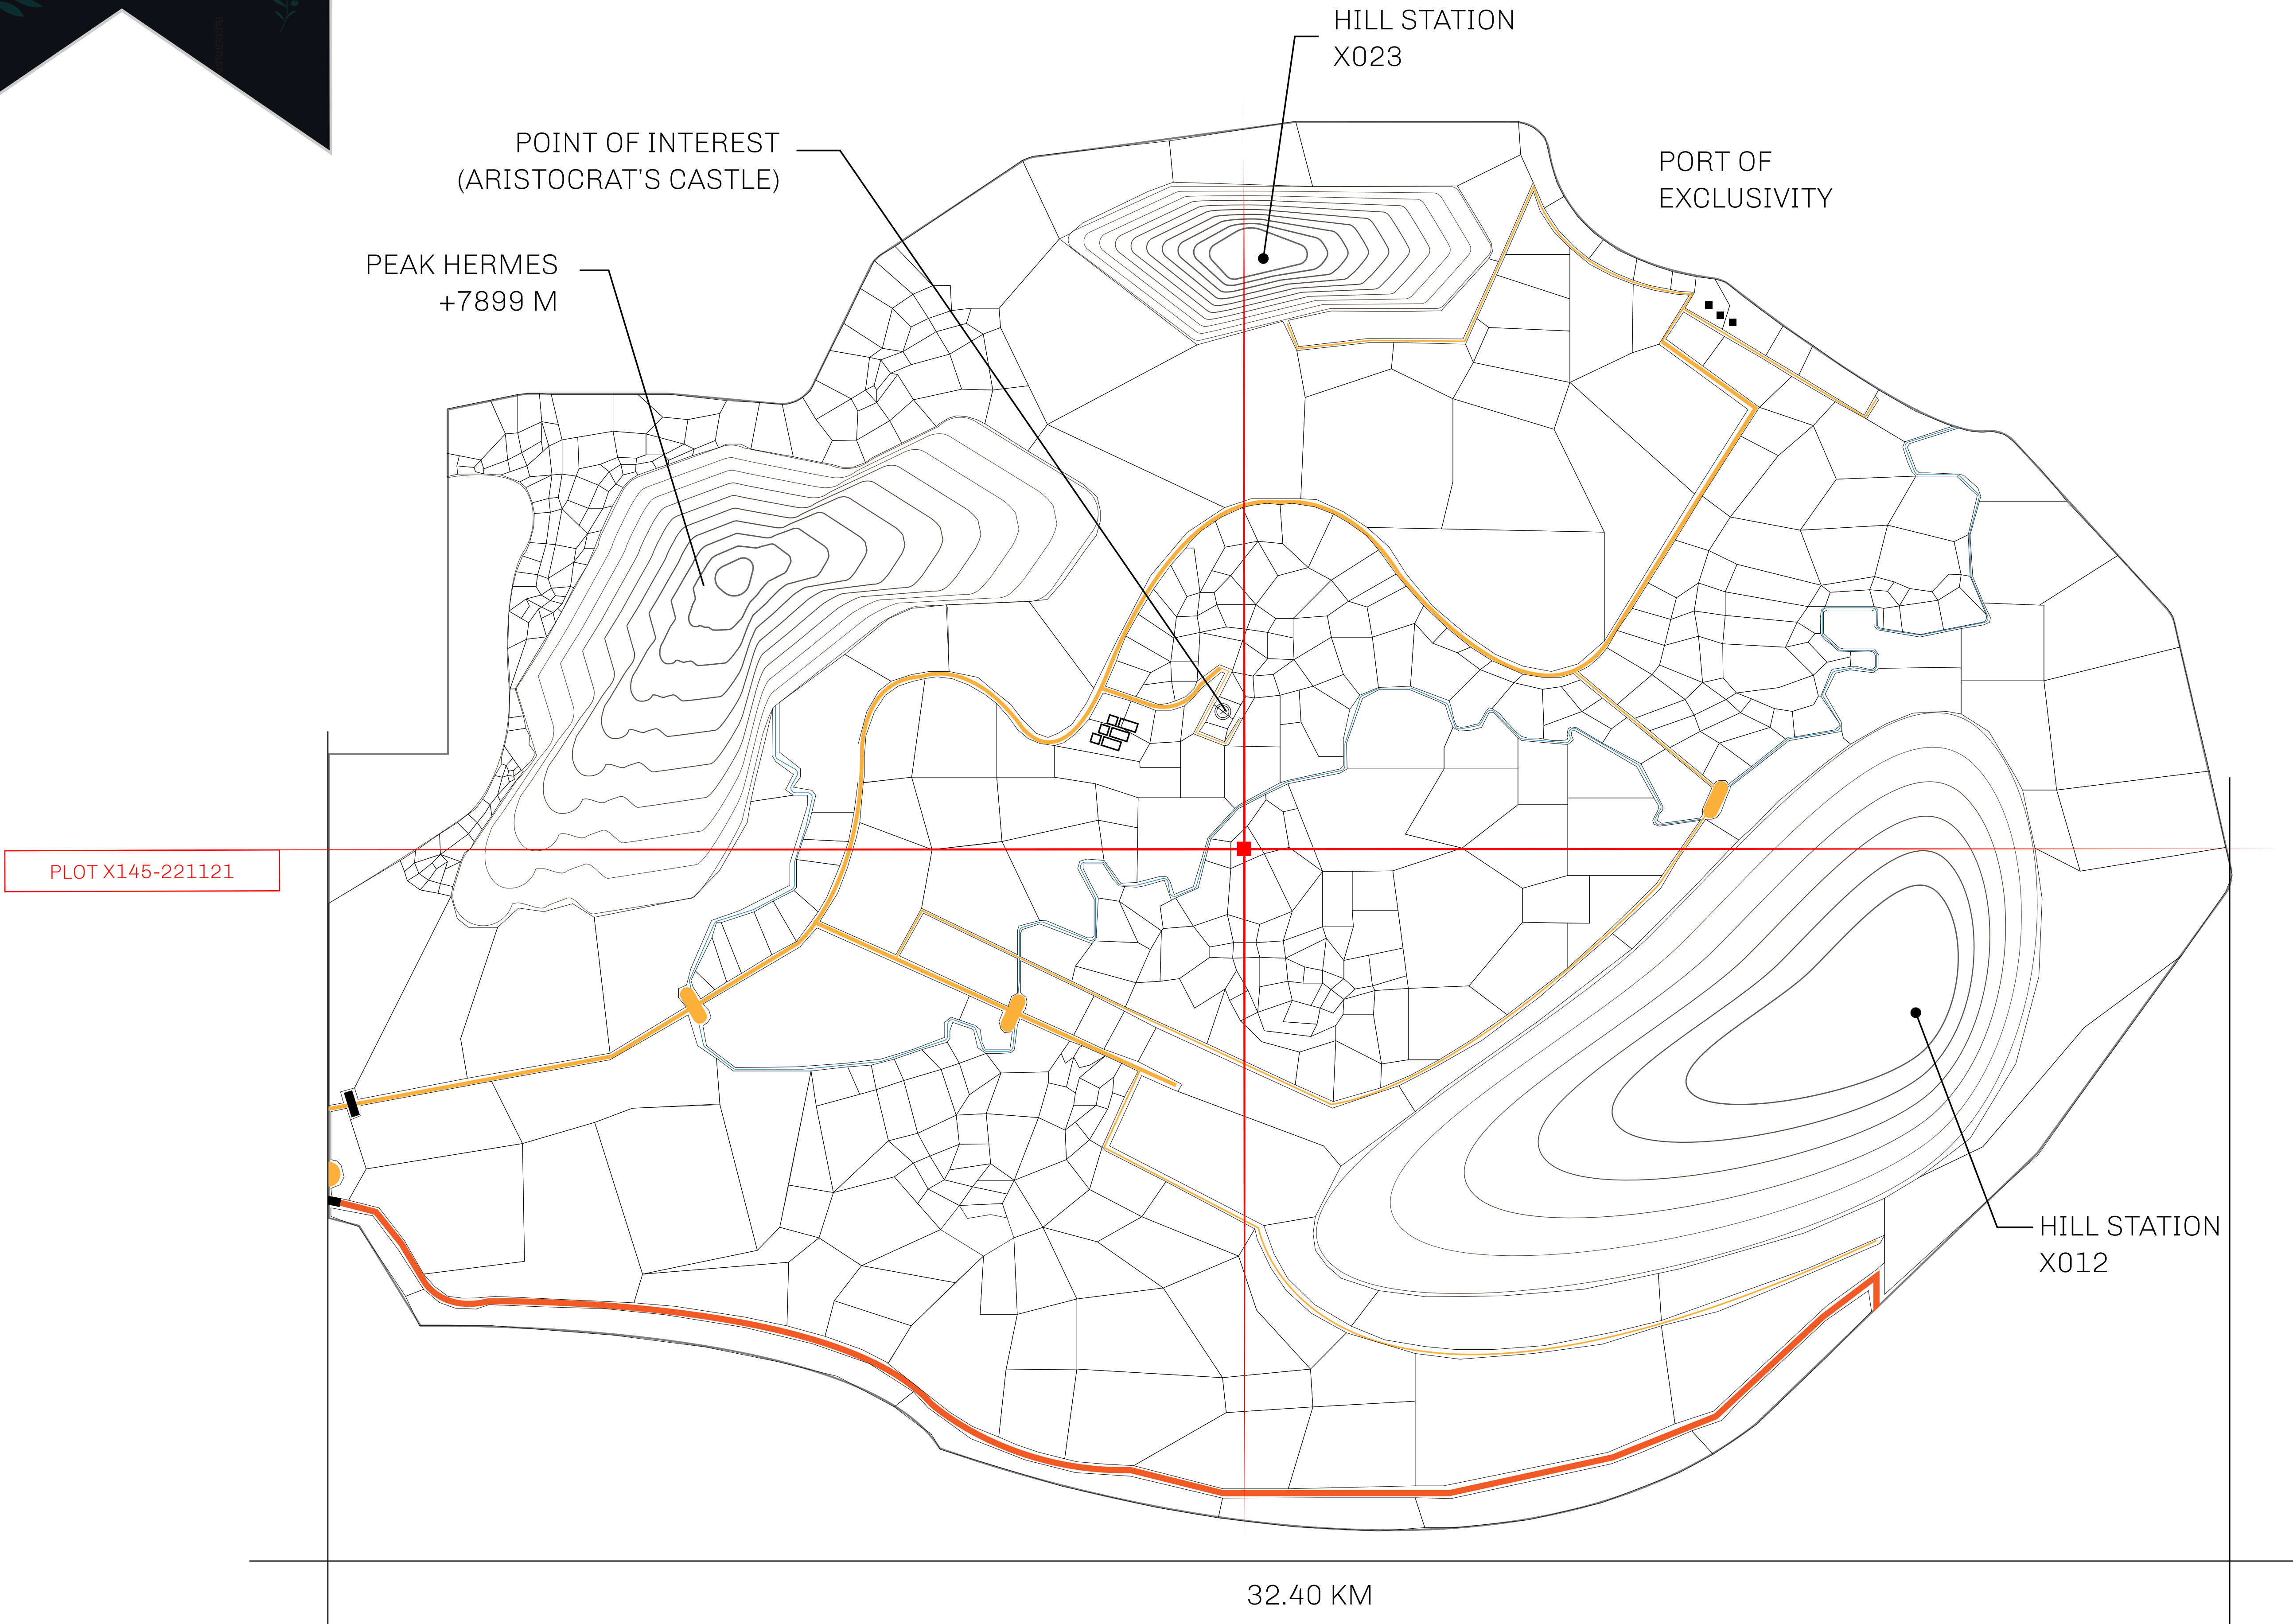 HILL STATION
X023
POINT OF INTEREST
(ARISTOCRAT'S CASTLE)
PORT OF
EXCLUSIVITY
PEAK HERMES
+7899 M
PLOT X145-221121
HILL STATION
X012
32.40 KM